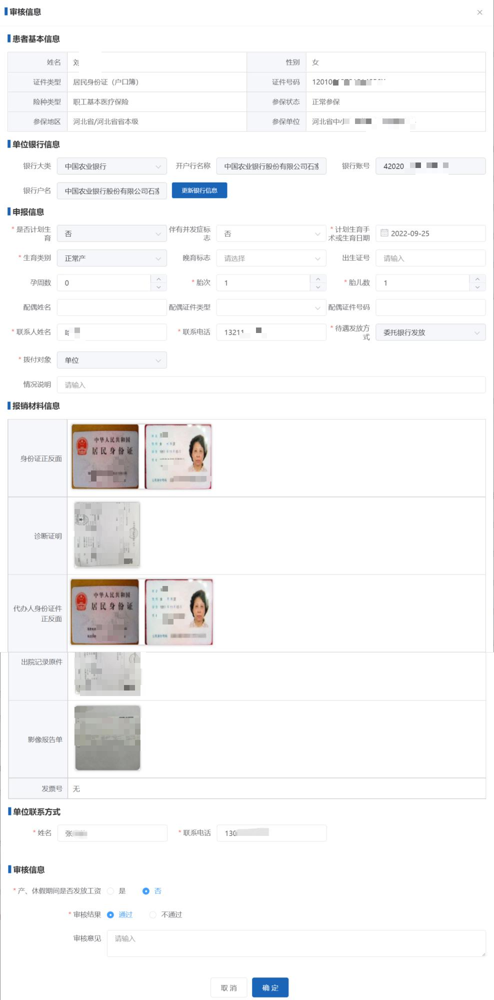 审核信息
患者基本信息
姓名 刘 性别 女
证件类型 居民身份证（户口簿） 证件号码 12010
险种类型 职工基本医疗保险 参保状态 正常参保
参保地区 河北省/河北省省本级 参保单位 河北省中小
单位银行信息
银行大类 中国农业银行 开户行名称 中国农业银行股份有限公司石家 银行账号 42020
银行户名 中国农业银行股份有限公司石家 更新银行信息
申报信息
* 是否计划生育 否 伴有并发症标志 否 * 计划生育手术或生育日期 2022-09-25
* 生育类别 正常产 晚育标志 请选择 出生证号 请输入
孕周数 0 * 胎次 1 * 胎儿数 1
配偶姓名 配偶证件类型 配偶证件号码
* 联系人姓名 * 联系电话 13211 * 待遇发放方式 委托银行发放
* 拨付对象 单位
情况说明 请输入
报销材料信息
身份证正反面
中华人民共和国
居民身份证
诊断证明
代办人身份证件正反面
中华人民共和国
居民身份证
出院记录原件
影像报告单
发票号 无
单位联系方式
* 姓名 张 * 联系电话 130
审核信息
* 产、休假期间是否发放工资 是 否
* 审核结果 通过 不通过
审核意见 请输入
取消 确定